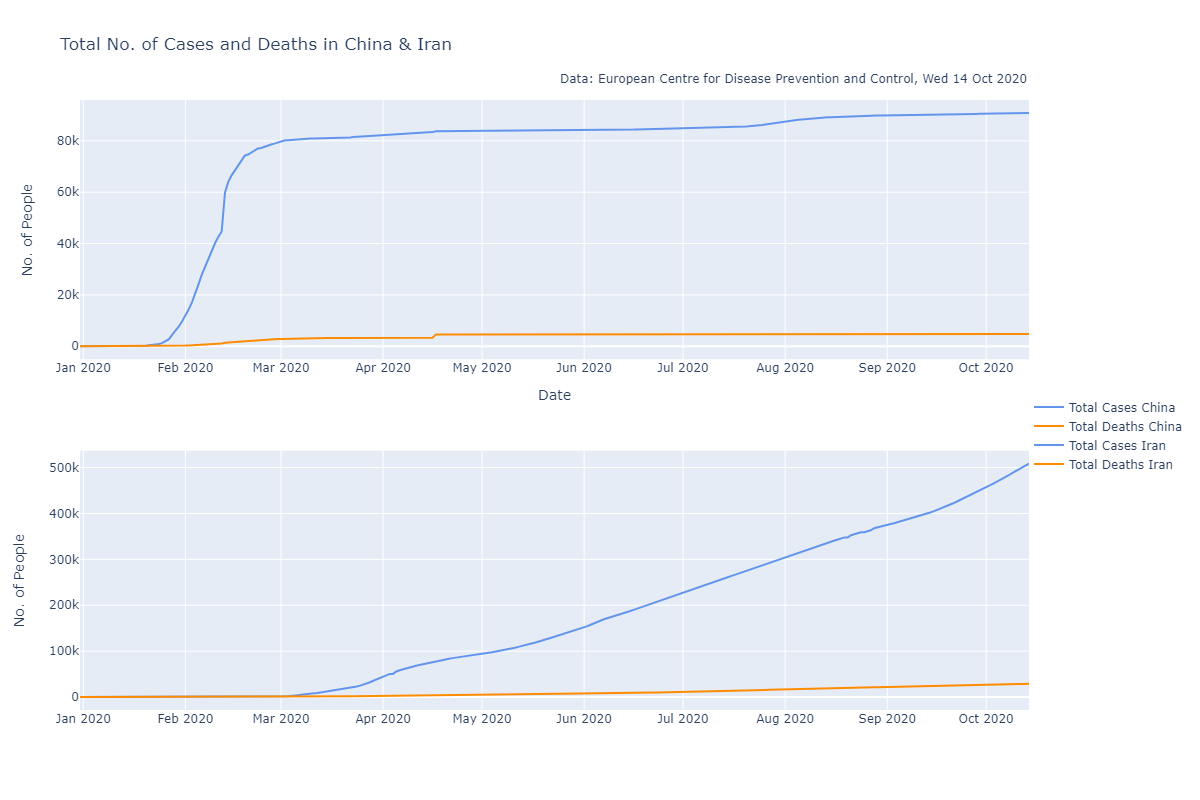 Total No. of Cases and Deaths in China & Iran
Data: European Centre for Disease Prevention and Control, Wed 14 Oct 2020
No. of People
80k
60k
40k
20k
0
Jan 2020 Feb 2020 Mar 2020 Apr 2020 May 2020 Jun 2020 Jul 2020 Aug 2020 Sep 2020 Oct 2020
Date
Total Cases China
Total Deaths China
Total Cases Iran
Total Deaths Iran
No. of People
500k
400k
300k
200k
100k
0
Jan 2020 Feb 2020 Mar 2020 Apr 2020 May 2020 Jun 2020 Jul 2020 Aug 2020 Sep 2020 Oct 2020